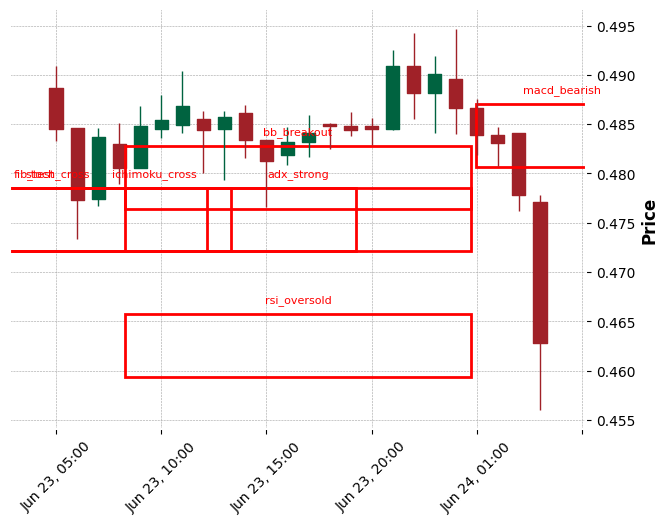 0.495
macd_bearish
0.490
0.485
bb_breakout
0.480
ichimoku_cross
adx_strong
0.475
Price
0.470
rsi_oversold
0.465
0.460
0.455
Jun 23, 05:00
Jun 23, 10:00
Jun 23, 15:00
Jun 23, 20:00
Jun 24, 01:00